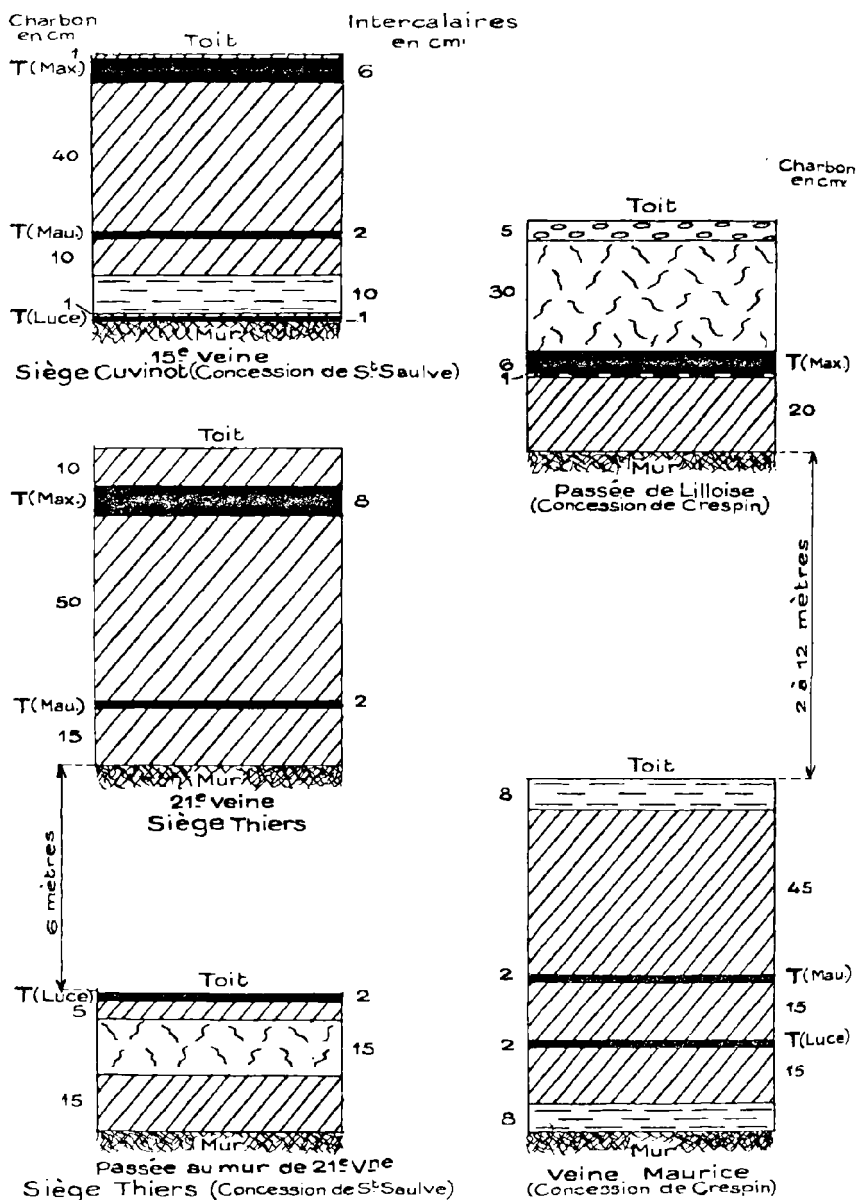 Charbon
en cm
Toit
Intercalaires
en cm
1
T(Max.)
6
40
T(Mau.)
2
10
10
1
T(Luce)
1
Mur
15e Veine
Siège Cuvinot (Concession de St Saulve)
Toit
10
T(Max.)
8
50
T(Mau.)
2
15
Mur
21e Veine
Siège Thiers
6 mètres
Toit
T(Luce)
2
5
15
15
Mur
Passée au mur de 21e Vne
Siège Thiers (Concession de St Saulve)
Charbon
en cm
Toit
5
30
6
T(Max.)
1
20
Mur
Passée de Lilloise
(Concession de Crespin)
2 à 12 mètres
Toit
8
45
2
T(Mau.)
15
2
T(Luce)
15
8
Mur
Veine Maurice
(Concession de Crespin)